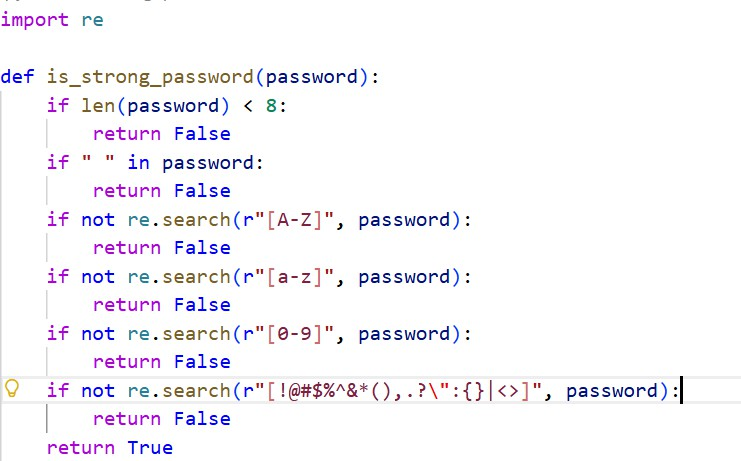 import re
def is_strong_password(password):
    if len(password) < 8:
        return False
    if " " in password:
        return False
    if not re.search(r"[A-Z]", password):
        return False
    if not re.search(r"[a-z]", password):
        return False
    if not re.search(r"[0-9]", password):
        return False
    if not re.search(r"[!@#$%^&*(),.?\":{}|<>]", password):
        return False
    return True